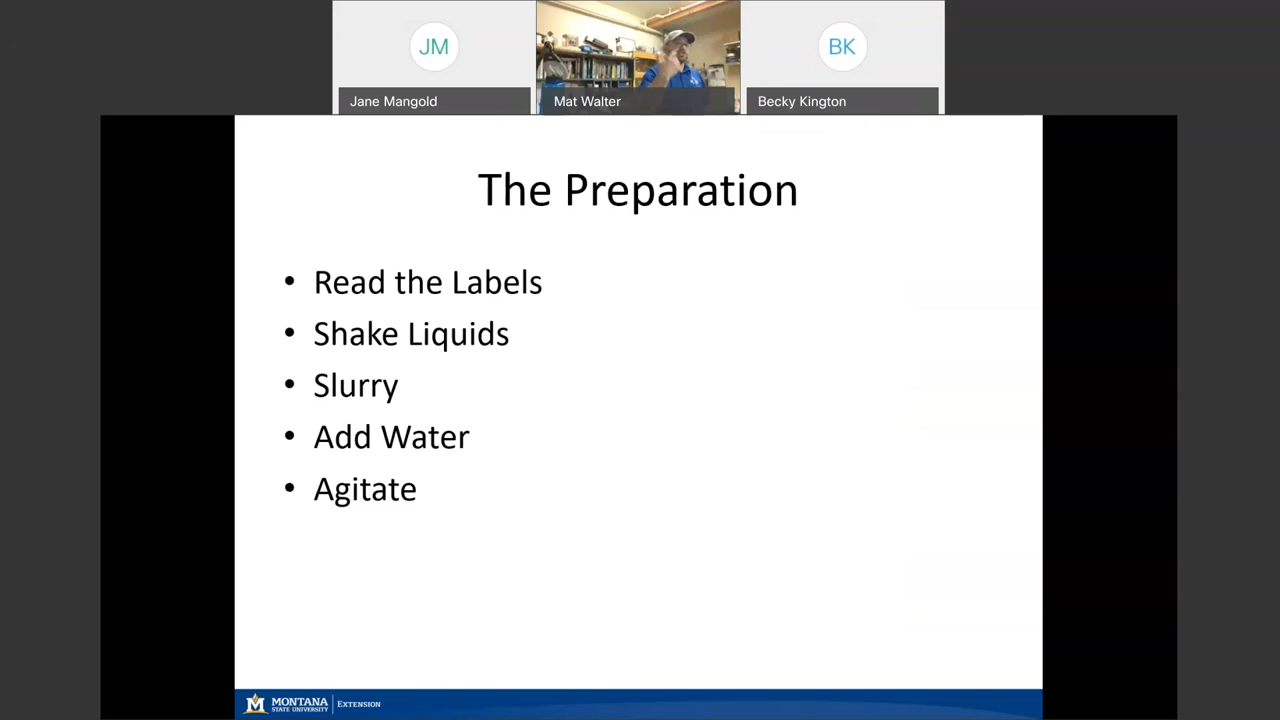 JM
BK
Jane Mangold
Mat Walter
Becky Kington
The Preparation
• Read the Labels
• Shake Liquids
• Slurry
• Add Water
• Agitate
M MONTANA
STATE UNIVERSITY
EXTENSION